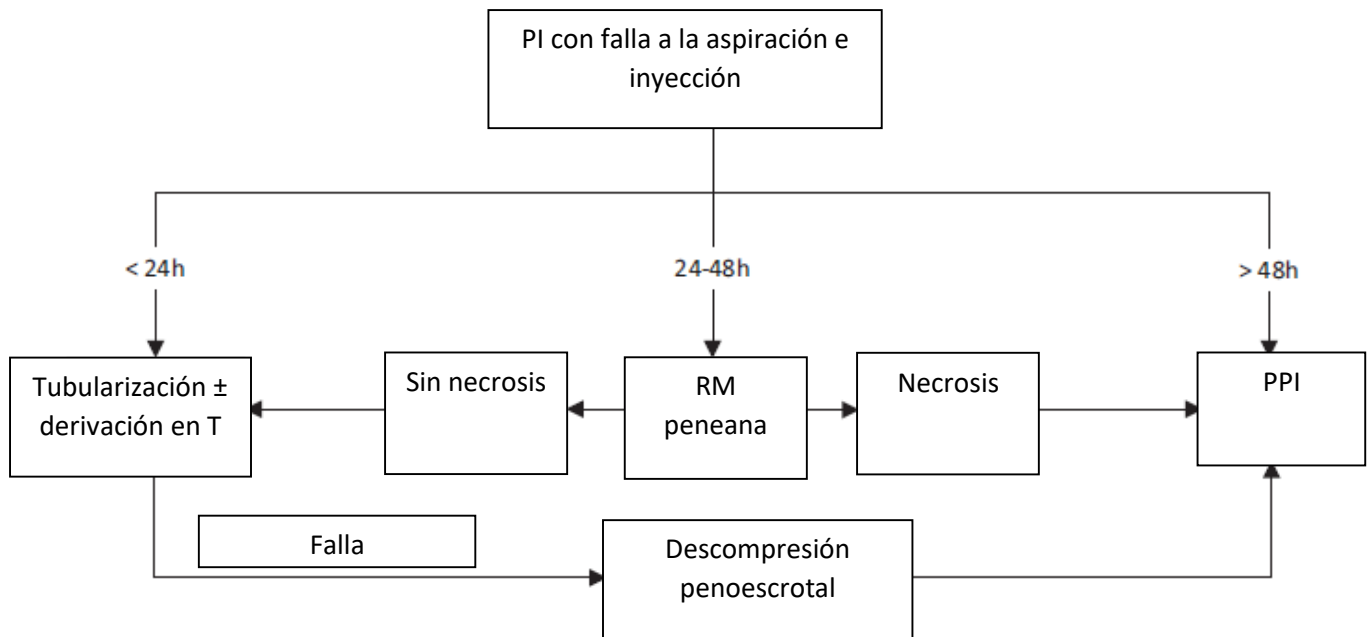 PI con falla a la aspiración e
inyección
< 24h
24-48h
> 48h
Tubularización ±
derivación en T
Sin necrosis
RM
peneana
Necrosis
PPI
Falla
Descompresión
penoescrotal